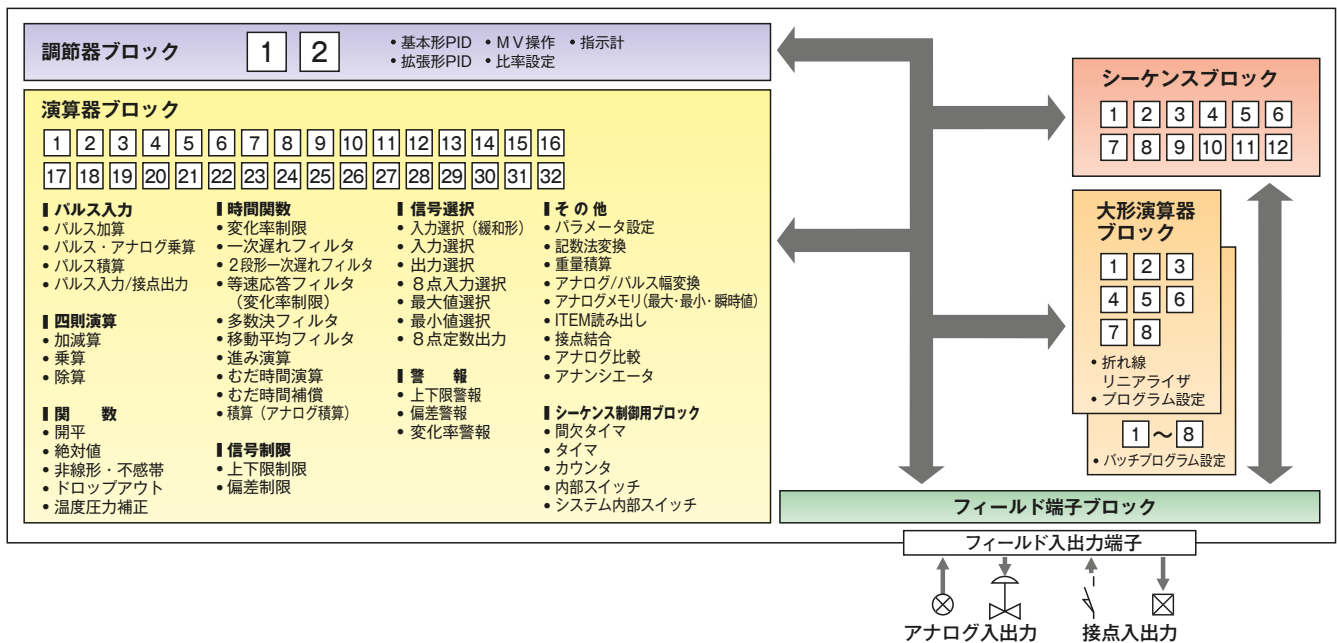 調節器ブロック
1 2
• 基本形PID • MV操作 • 指示計
• 拡張形PID • 比率設定
演算器ブロック
1 2 3 4 5 6 7 8 9 10 11 12 13 14 15 16
17 18 19 20 21 22 23 24 25 26 27 28 29 30 31 32
パルス入力
• パルス加算
• パルス・アナログ乗算
• パルス積算
• パルス入力/接点出力
四則演算
• 加減算
• 乗算
• 除算
関 数
• 開平
• 絶対値
• 非線形・不感帯
• ドロップアウト
• 温度圧力補正
時間関数
• 変化率制限
• 一次遅れフィルタ
• 2段形一次遅れフィルタ
• 等速応答フィルタ
（変化率制限）
• 多数決フィルタ
• 移動平均フィルタ
• 進み演算
• むだ時間演算
• むだ時間補償
• 積算（アナログ積算）
信号制限
• 上下限制限
• 偏差制限
信号選択
• 入力選択（緩和形）
• 入力選択
• 出力選択
• 8点入力選択
• 最大値選択
• 最小値選択
• 8点定数出力
警 報
• 上下限警報
• 偏差警報
• 変化率警報
その他
• パラメータ設定
• 記数法変換
• 重量積算
• アナログ/パルス幅変換
• アナログメモリ(最大・最小・瞬時値)
• ITEM読み出し
• 接点結合
• アナログ比較
• アナンシエータ
シーケンス制御用ブロック
• 間欠タイマ
• タイマ
• カウンタ
• 内部スイッチ
• システム内部スイッチ
シーケンスブロック
1 2 3 4 5 6
7 8 9 10 11 12
大形演算器
ブロック
1 2 3
4 5 6
7 8
• 折れ線
リニアライザ
• プログラム設定
1～8
• バッチプログラム設定
フィールド端子ブロック
フィールド入出力端子
アナログ入出力 接点入出力